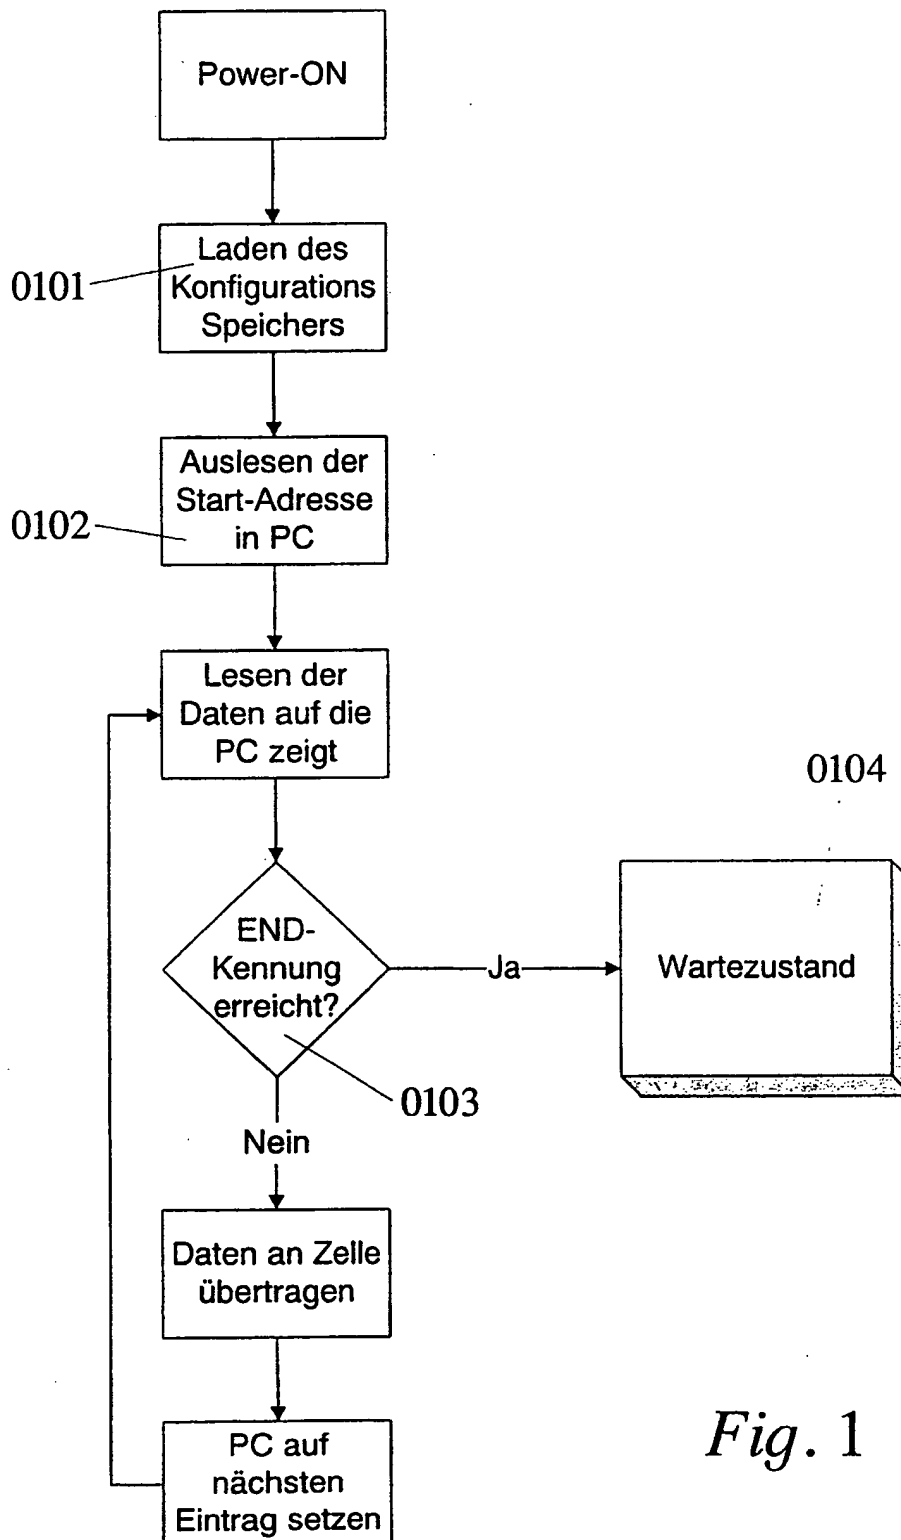 Power-ON
Laden des
Konfigurations
Speichers
0101
Auslesen der
Start-Adresse
in PC
0102
Lesen der
Daten auf die
PC zeigt
0104
END-
Kennung
erreicht?
Ja
Wartezustand
0103
Nein
Daten an Zelle
übertragen
PC auf
nächsten
Eintrag setzen
Fig. 1